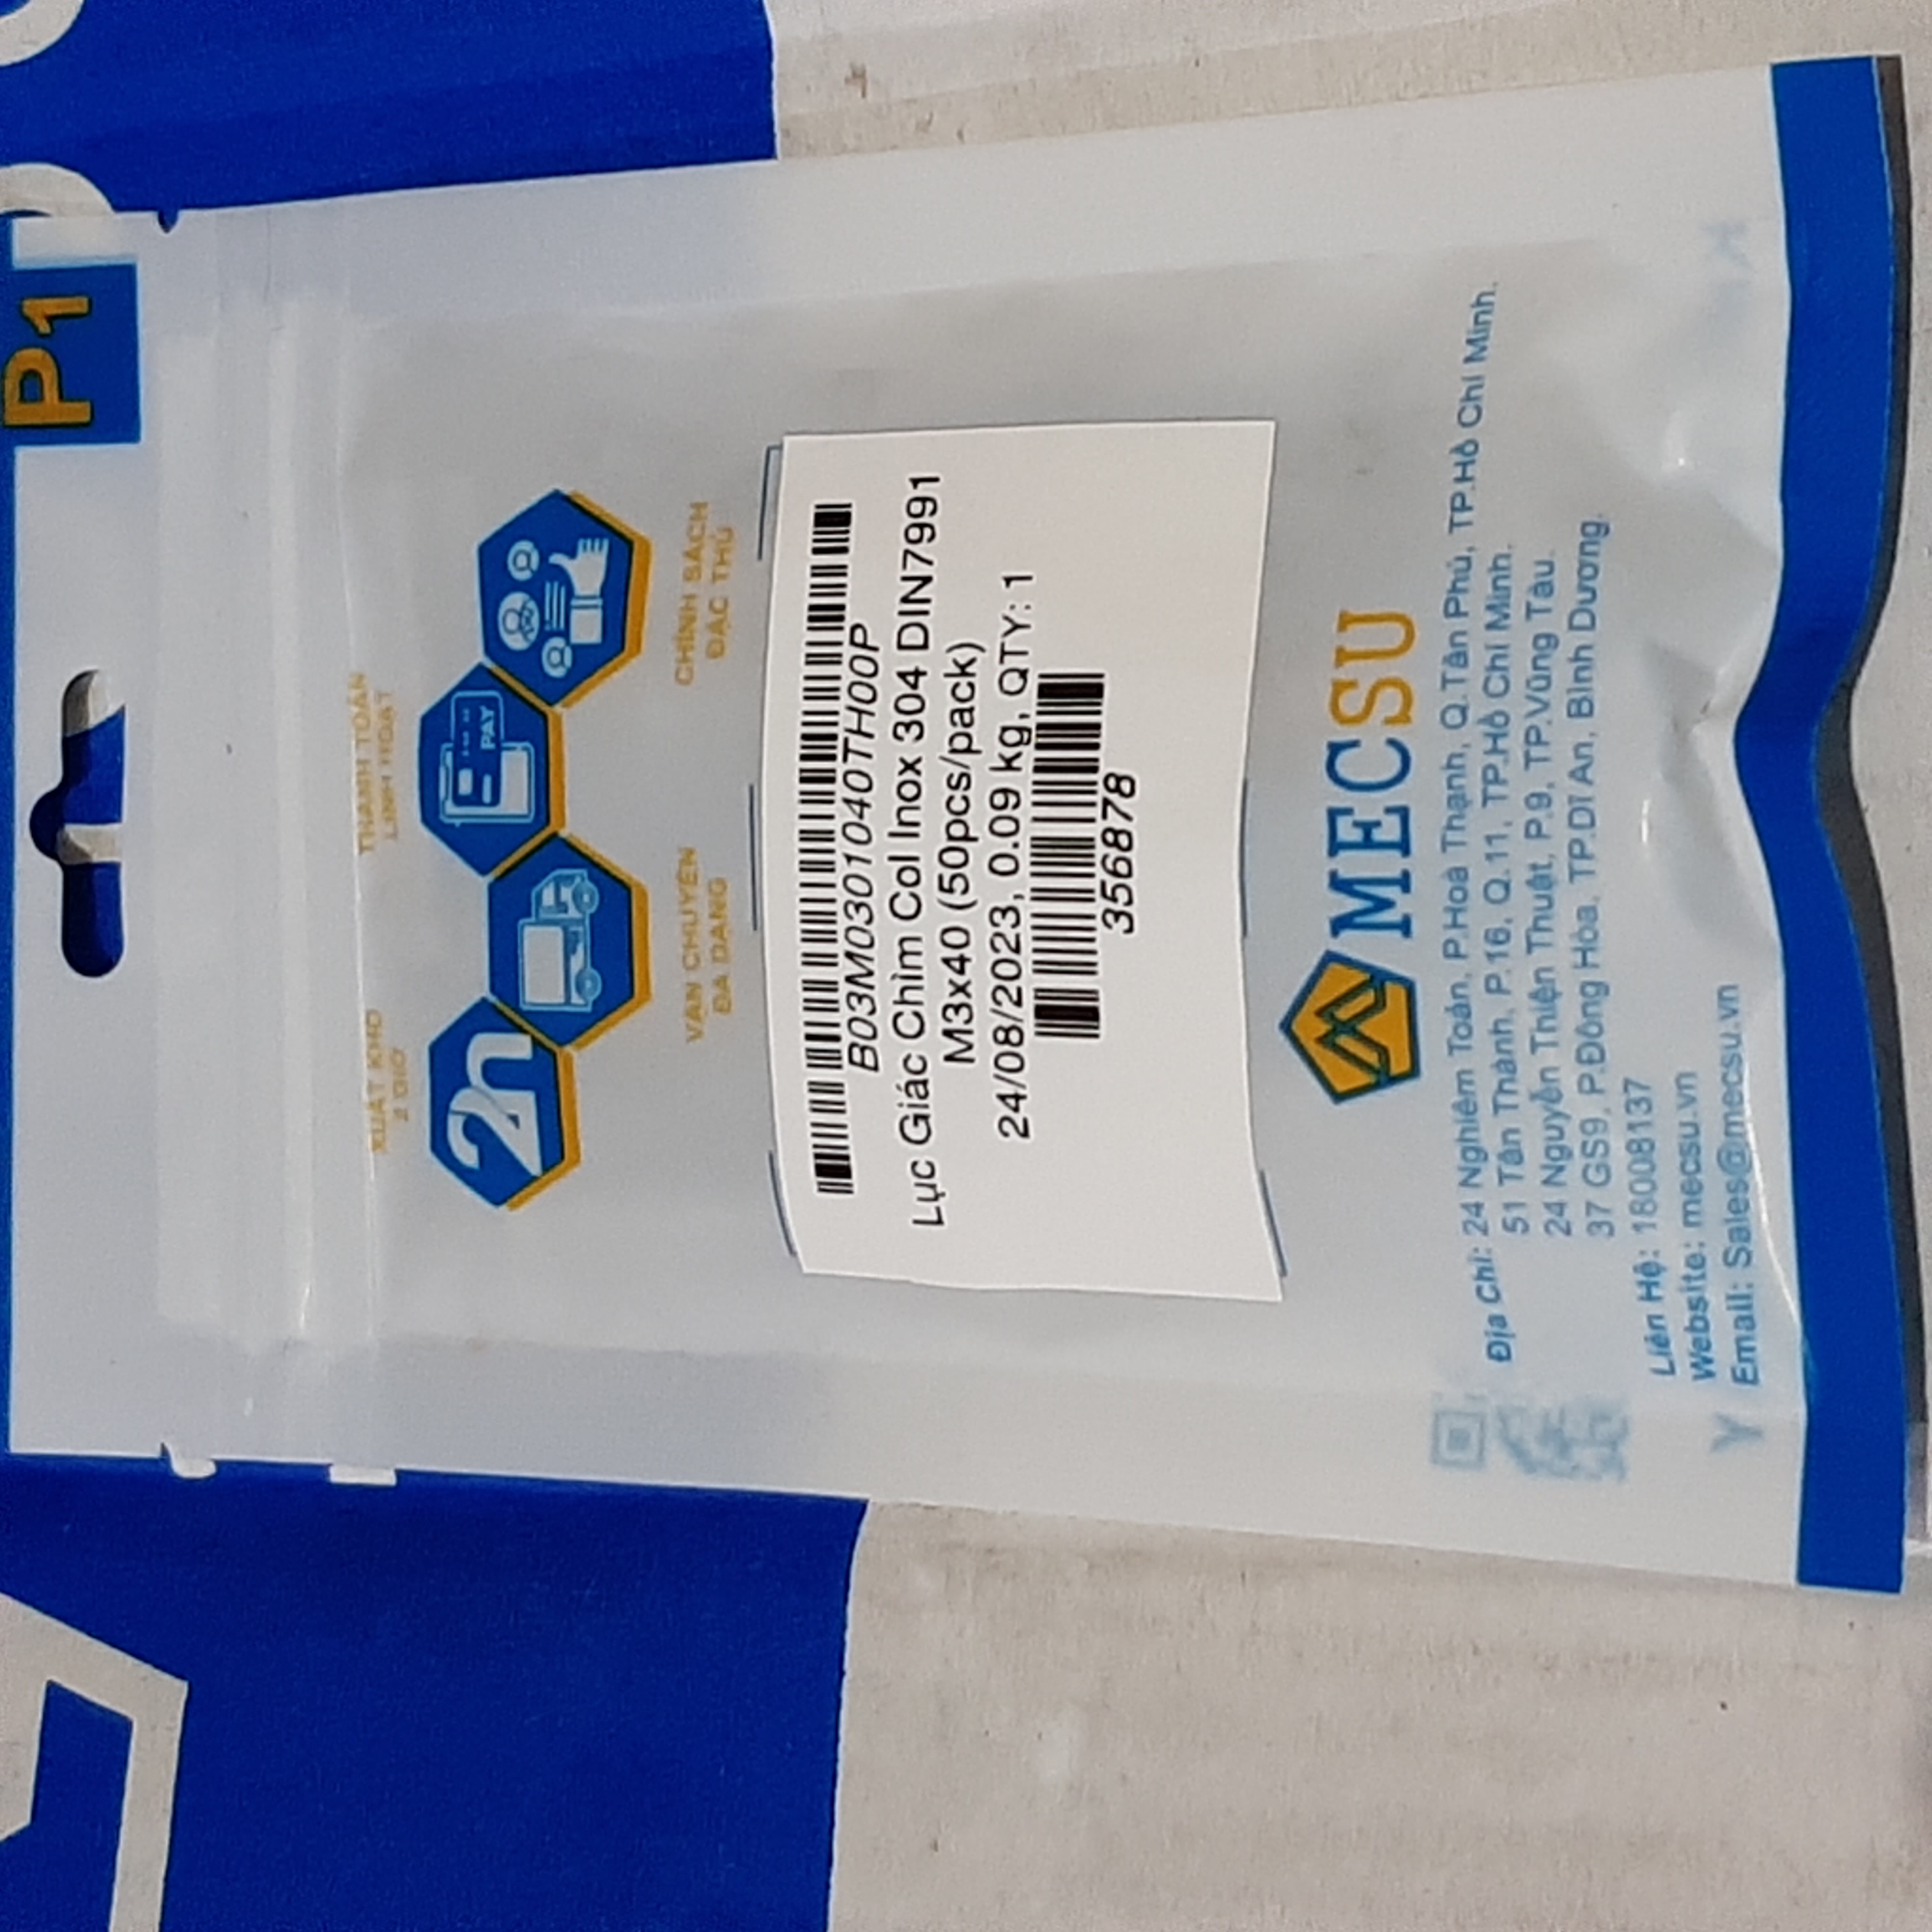 P1
XUẤT KHO
2 GIỜ
THANH TOÁN
LINH HOẠT
2h
PAY
VẬN CHUYỂN
ĐA DẠNG
CHÍNH SÁCH
ĐẶC THÙ
B03M0301040TH00P
Lục Giác Chìm Col Inox 304 DIN7991
M3x40 (50pcs/pack)
24/08/2023, 0.09 kg, QTY: 1
356878
MECSU
Địa Chỉ: 24 Nghiêm Toản, P.Hoà Thạnh, Q.Tân Phú, TP.Hồ Chí Minh.
51 Tân Thành, P.16, Q.11, TP.Hồ Chí Minh.
24 Nguyễn Thiện Thuật, P.9, TP.Vũng Tàu.
37 GS9, P.Đông Hòa, TP.Dĩ An, Bình Dương.
Liên Hệ: 18008137
Website: mecsu.vn
Email: Sales@mecsu.vn